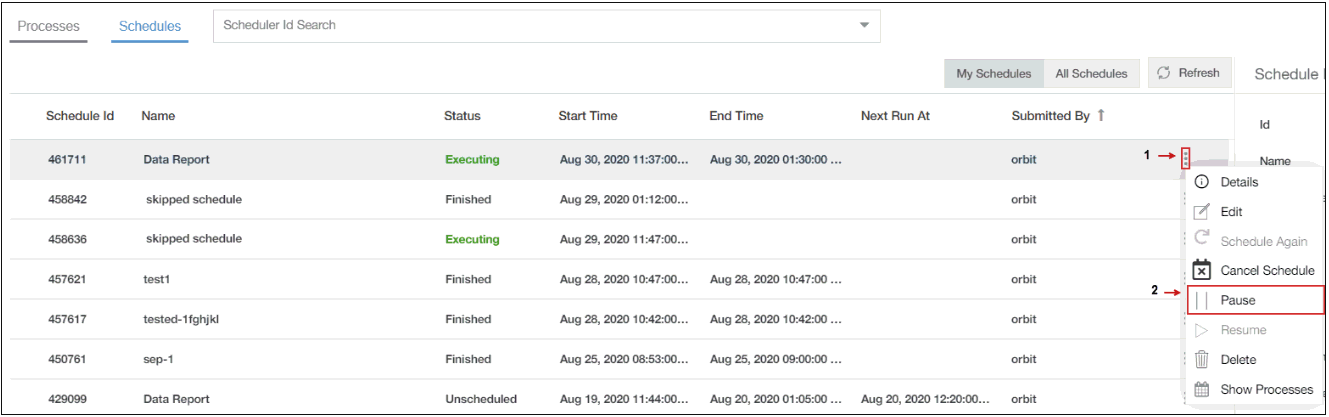 Processes Schedules Scheduler Id Search
My Schedules All Schedules Refresh Schedule
Schedule Id Name Status Start Time End Time Next Run At Submitted By ↑ Id
461711 Data Report Executing Aug 30, 2020 11:37:00... Aug 30, 2020 01:30:00 ... orbit 1 Name
Details
458842 skipped schedule Finished Aug 29, 2020 01:12:00... orbit
Edit
458636 skipped schedule Executing Aug 29, 2020 11:47:00... orbit
Schedule Again
Cancel Schedule
457621 test1 Finished Aug 28, 2020 10:47:00... Aug 28, 2020 10:47:00 ... orbit
2 Pause
457617 tested-1fghjkl Finished Aug 28, 2020 10:42:00... Aug 28, 2020 10:42:00 ... orbit
Resume
450761 sep-1 Finished Aug 25, 2020 08:53:00... Aug 25, 2020 09:00:00 ... orbit
Delete
Show Processes
429099 Data Report Unscheduled Aug 19, 2020 11:44:00... Aug 20, 2020 01:05:00 ... Aug 20, 2020 12:20:00... orbit